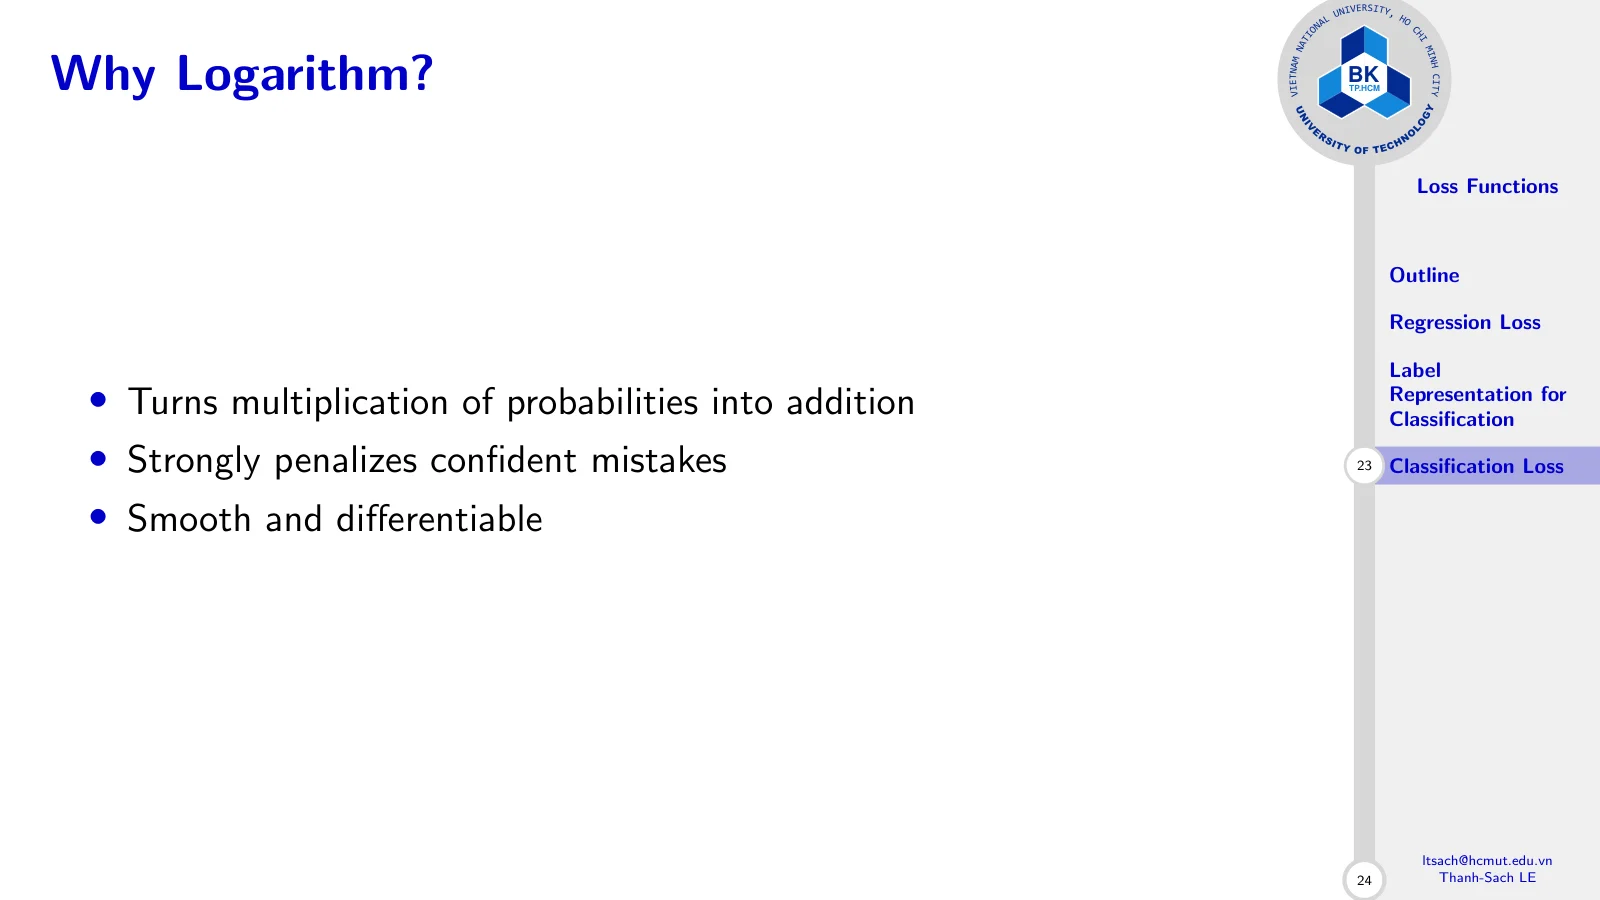 Why Logarithm?
• Turns multiplication of probabilities into addition
• Strongly penalizes confident mistakes
• Smooth and differentiable
VIETNAM NATIONAL UNIVERSITY, HO CHI MINH CITY
BK
TP.HCM
UNIVERSITY OF TECHNOLOGY
Loss Functions
Outline
Regression Loss
Label
Representation for
Classification
23 Classification Loss
ltsach@hcmut.edu.vn
Thanh-Sach LE
24